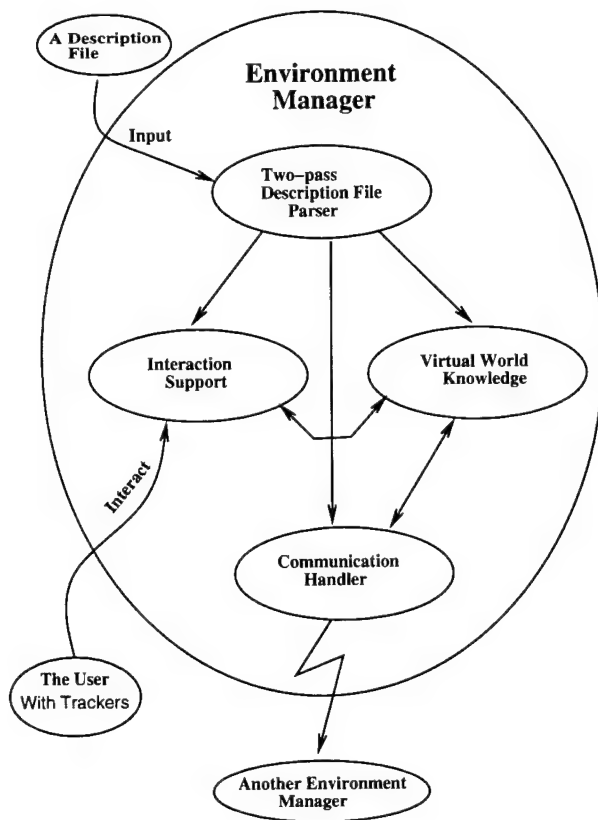 A Description
File
Environment
Manager
Input
Two-pass
Description File
Parser
Interaction
Support
Virtual World
Knowledge
Interact
Communication
Handler
The User
With Trackers
Another Environment
Manager